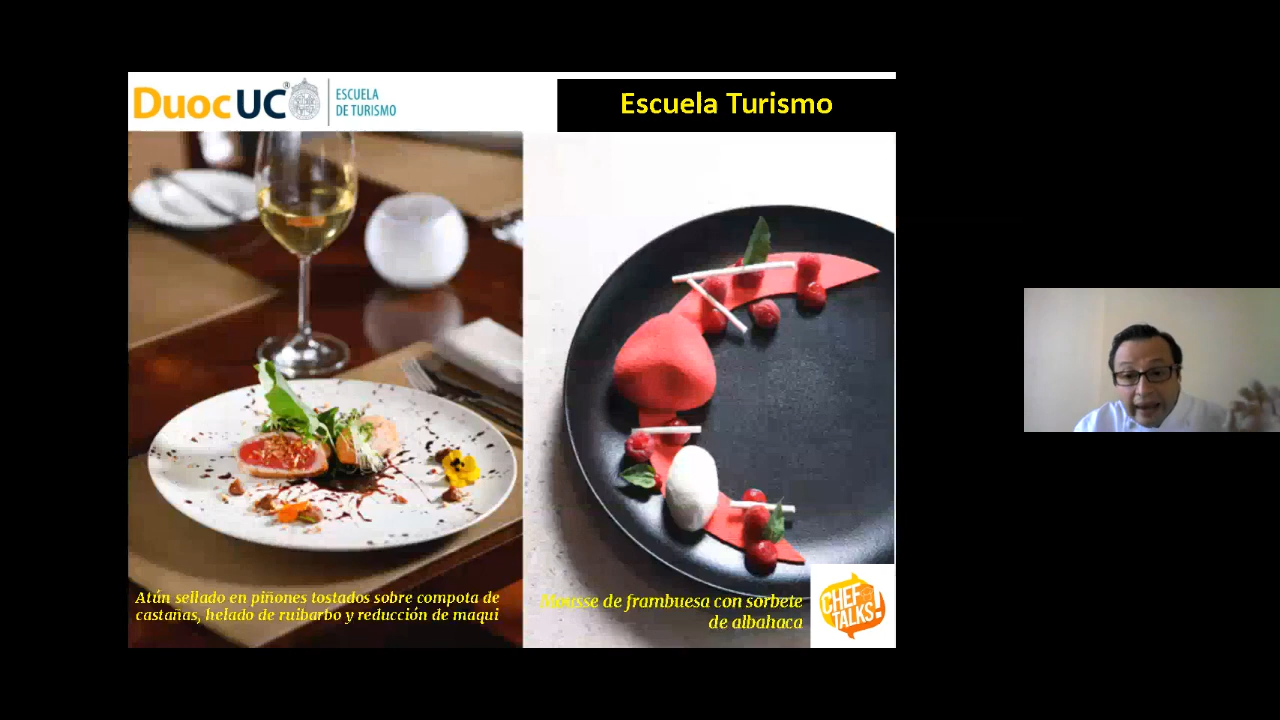 DuocUC®
ESCUELA
DE TURISMO
Escuela Turismo
Atún sellado en piñones tostados sobre compota de
castañas, helado de ruibarbo y reducción de maqui
Mousse de frambuesa con sorbete
de albahaca
CHEF
TALKS!